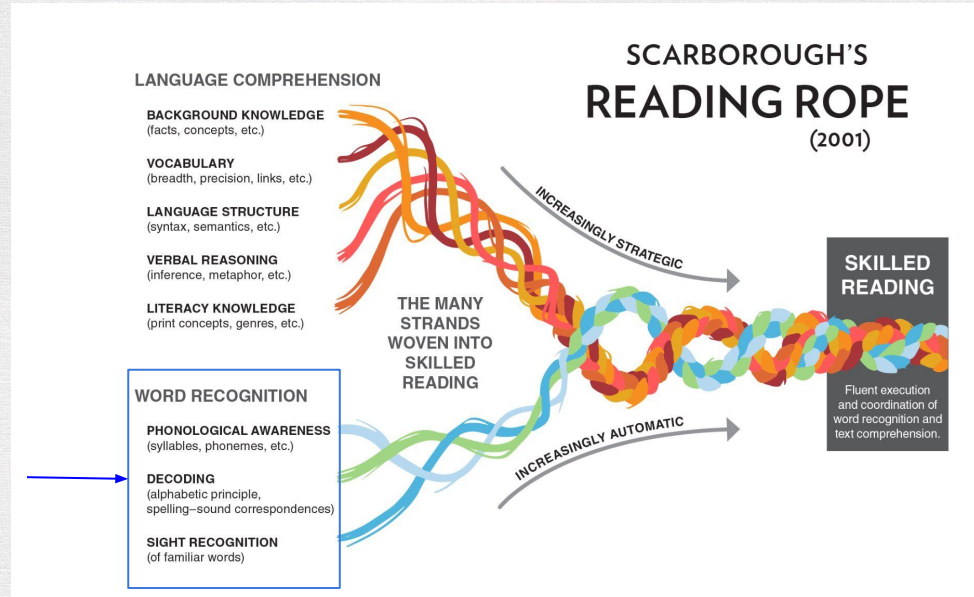 SCARBOROUGH'S
READING ROPE
(2001)
LANGUAGE COMPREHENSION
BACKGROUND KNOWLEDGE
(facts, concepts, etc.)
VOCABULARY
(breadth, precision, links, etc.)
LANGUAGE STRUCTURE
(syntax, semantics, etc.)
VERBAL REASONING
(inference, metaphor, etc.)
LITERACY KNOWLEDGE
(print concepts, genres, etc.)
THE MANY
STRANDS
WOVEN INTO
SKILLED
READING
WORD RECOGNITION
PHONOLOGICAL AWARENESS
(syllables, phonemes, etc.)
DECODING
(alphabetic principle,
spelling–sound correspondences)
SIGHT RECOGNITION
(of familiar words)
INCREASINGLY STRATEGIC
INCREASINGLY AUTOMATIC
SKILLED
READING
Fluent execution
and coordination of
word recognition and
text comprehension.